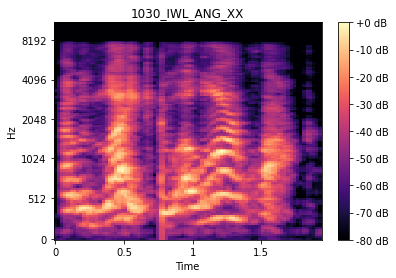 1030_IWL_ANG_XX
+0 dB
8192
-10 dB
4096
-20 dB
-30 dB
2048
Hz
-40 dB
1024
-50 dB
512
-60 dB
-70 dB
0
-80 dB
0
0.5
1
1.5
Time